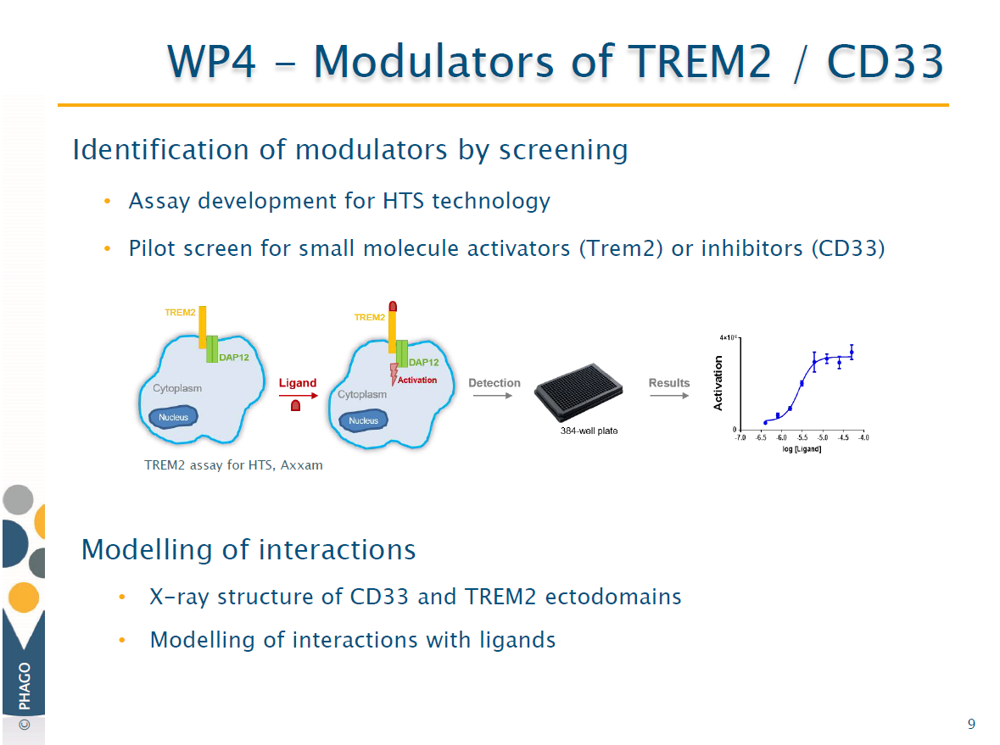 WP4 – Modulators of TREM2 / CD33
Identification of modulators by screening
• Assay development for HTS technology
• Pilot screen for small molecule activators (Trem2) or inhibitors (CD33)
TREM2
DAP12
Cytoplasm
Nucleus
Ligand
TREM2
DAP12
Activation
Cytoplasm
Nucleus
Detection
384-well plate
Results
Activation
4×10⁶
0
-7.0 -6.5 -6.0 -5.5 -5.0 -4.5 -4.0
log [Ligand]
TREM2 assay for HTS, Axxam
Modelling of interactions
• X-ray structure of CD33 and TREM2 ectodomains
• Modelling of interactions with ligands
© PHAGO
9